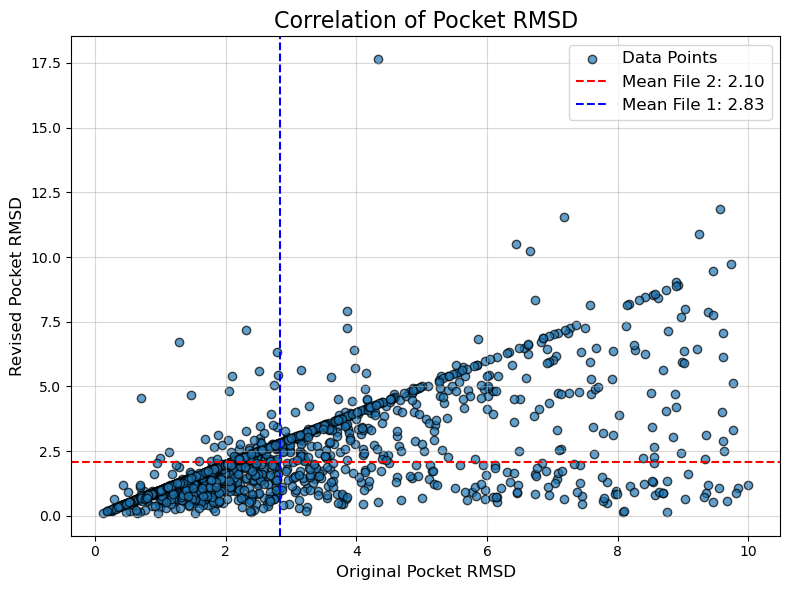 Correlation of Pocket RMSD
Data Points
Mean File 2: 2.10
Mean File 1: 2.83
Revised Pocket RMSD
17.5
15.0
12.5
10.0
7.5
5.0
2.5
0.0
0
2
4
6
8
10
Original Pocket RMSD